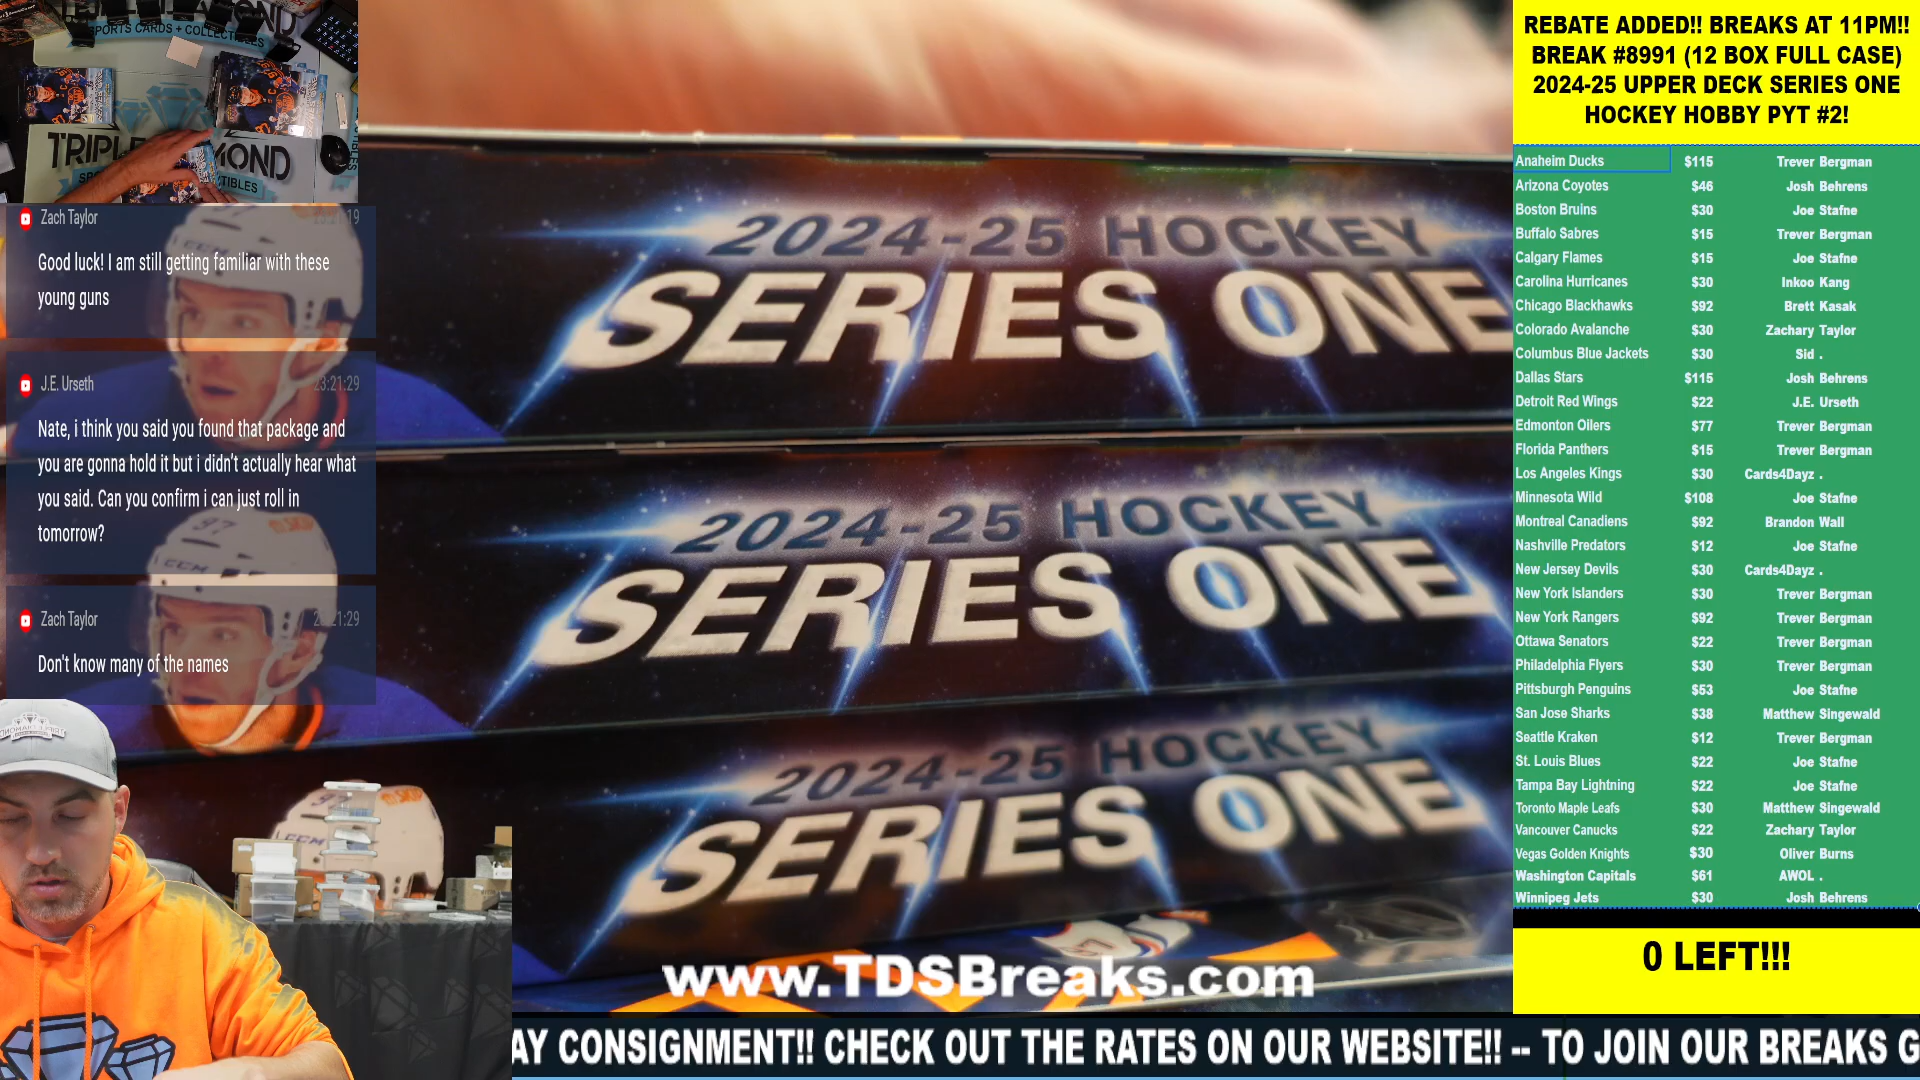 SPORTS CARDS + COLLECTIBLES
Zach Taylor 23:21:19
Good luck! I am still getting familiar with these
young guns
J.E. Urseth 23:21:29
Nate, i think you said you found that package and
you are gonna hold it but i didn't actually hear what
you said. Can you confirm i can just roll in
tomorrow?
Zach Taylor 23:21:29
Don't know many of the names
2024-25 HOCKEY
SERIES ONE
2024-25 HOCKEY
SERIES ONE
2024-25 HOCKEY
SERIES ONE
www.TDSBreaks.com
REBATE ADDED!! BREAKS AT 11PM!!
BREAK #8991 (12 BOX FULL CASE)
2024-25 UPPER DECK SERIES ONE
HOCKEY HOBBY PYT #2!
Anaheim Ducks $115 Trever Bergman
Arizona Coyotes $46 Josh Behrens
Boston Bruins $30 Joe Stafne
Buffalo Sabres $15 Trever Bergman
Calgary Flames $15 Joe Stafne
Carolina Hurricanes $30 Inkoo Kang
Chicago Blackhawks $92 Brett Kasak
Colorado Avalanche $30 Zachary Taylor
Columbus Blue Jackets $30 Sid .
Dallas Stars $115 Josh Behrens
Detroit Red Wings $22 J.E. Urseth
Edmonton Oilers $77 Trever Bergman
Florida Panthers $15 Trever Bergman
Los Angeles Kings $30 Cards4Dayz .
Minnesota Wild $108 Joe Stafne
Montreal Canadiens $92 Brandon Wall
Nashville Predators $12 Joe Stafne
New Jersey Devils $30 Cards4Dayz .
New York Islanders $30 Trever Bergman
New York Rangers $92 Trever Bergman
Ottawa Senators $22 Trever Bergman
Philadelphia Flyers $30 Trever Bergman
Pittsburgh Penguins $53 Joe Stafne
San Jose Sharks $38 Matthew Singewald
Seattle Kraken $12 Trever Bergman
St. Louis Blues $22 Joe Stafne
Tampa Bay Lightning $22 Joe Stafne
Toronto Maple Leafs $30 Matthew Singewald
Vancouver Canucks $22 Zachary Taylor
Vegas Golden Knights $30 Oliver Burns
Washington Capitals $61 AWOL .
Winnipeg Jets $30 Josh Behrens
0 LEFT!!!
AY CONSIGNMENT!! CHECK OUT THE RATES ON OUR WEBSITE!! -- TO JOIN OUR BREAKS G